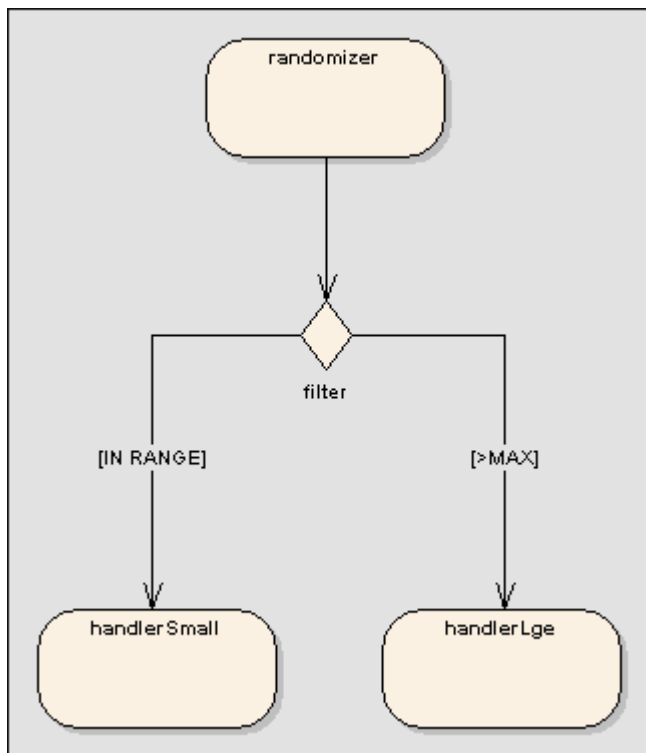 randomizer
filter
[IN RANGE]
[>MAX]
handlerSmall
handlerLge